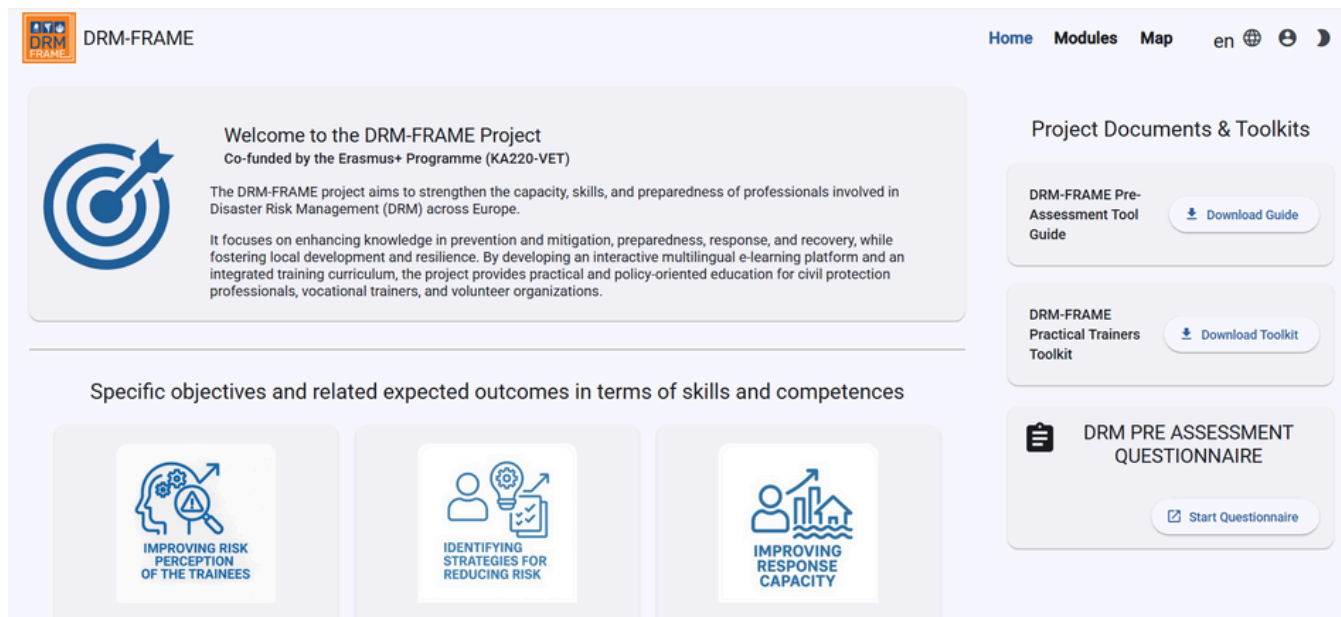 DRM
FRAME
DRM-FRAME
Home Modules Map en
Welcome to the DRM-FRAME Project
Co-funded by the Erasmus+ Programme (KA220-VET)
The DRM-FRAME project aims to strengthen the capacity, skills, and preparedness of professionals involved in
Disaster Risk Management (DRM) across Europe.
It focuses on enhancing knowledge in prevention and mitigation, preparedness, response, and recovery, while
fostering local development and resilience. By developing an interactive multilingual e-learning platform and an
integrated training curriculum, the project provides practical and policy-oriented education for civil protection
professionals, vocational trainers, and volunteer organizations.
Specific objectives and related expected outcomes in terms of skills and competences
IMPROVING RISK
PERCEPTION
OF THE TRAINEES
IDENTIFYING
STRATEGIES FOR
REDUCING RISK
IMPROVING
RESPONSE
CAPACITY
Project Documents & Toolkits
DRM-FRAME Pre-
Assessment Tool
Guide
Download Guide
DRM-FRAME
Practical Trainers
Toolkit
Download Toolkit
DRM PRE ASSESSMENT
QUESTIONNAIRE
Start Questionnaire